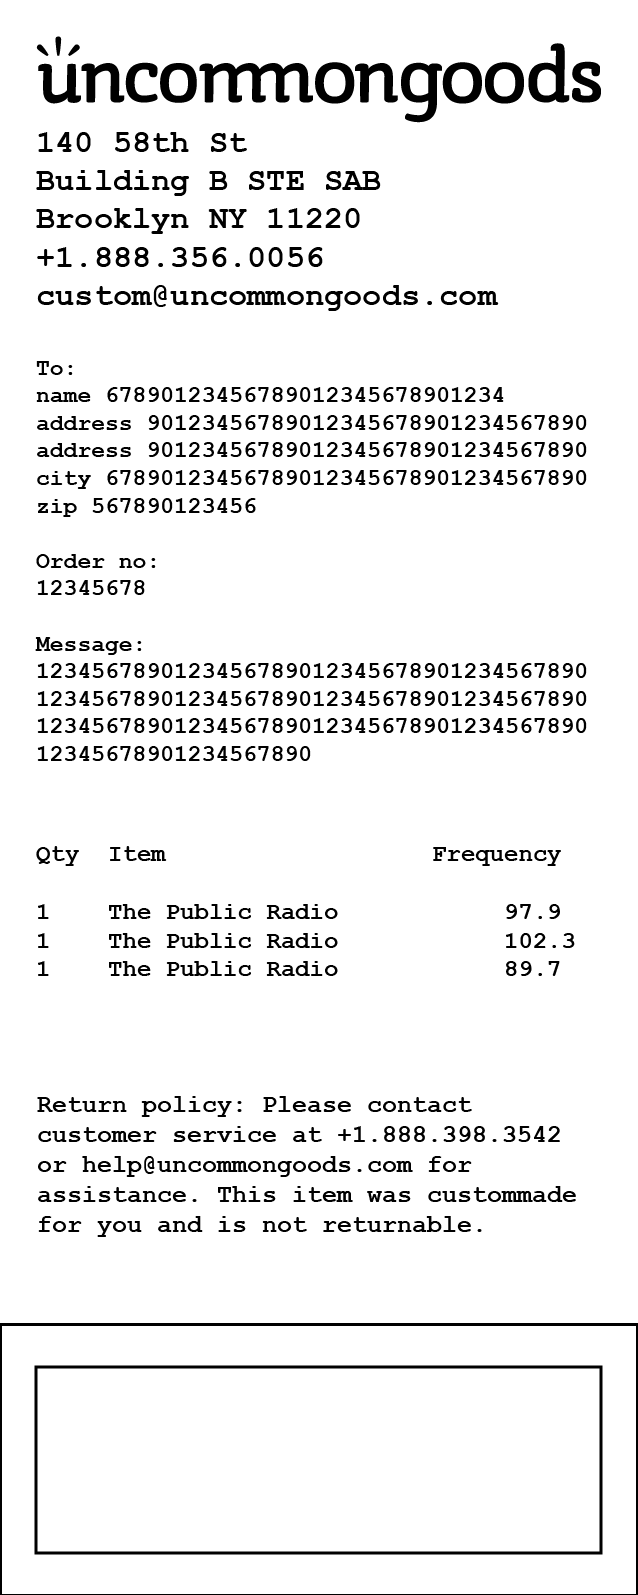 uncommongoods
140 58th St
Building B STE SAB
Brooklyn NY 11220
+1.888.356.0056
custom@uncommongoods.com
To:
name 67890123456789012345678901234
address 90123456789012345678901234567890
address 90123456789012345678901234567890
city 67890123456789012345678901234567890
zip 567890123456
Order no:
12345678
Message:
1234567890123456789012345678901234567890
1234567890123456789012345678901234567890
1234567890123456789012345678901234567890
12345678901234567890
Qty Item Frequency
1 The Public Radio 97.9
1 The Public Radio 102.3
1 The Public Radio 89.7
Return policy: Please contact
customer service at +1.888.398.3542
or help@uncommongoods.com for
assistance. This item was custommade
for you and is not returnable.